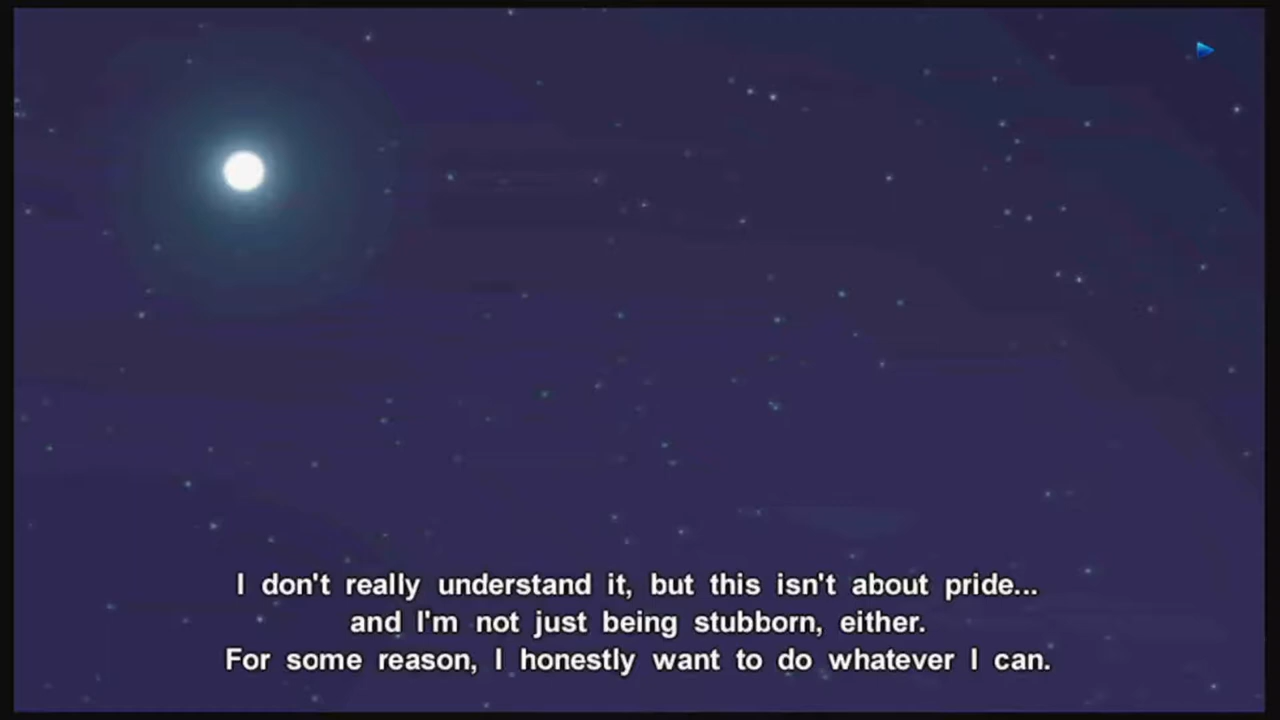 I don't really understand it, but this isn't about pride...
and I'm not just being stubborn, either.
For some reason, I honestly want to do whatever I can.